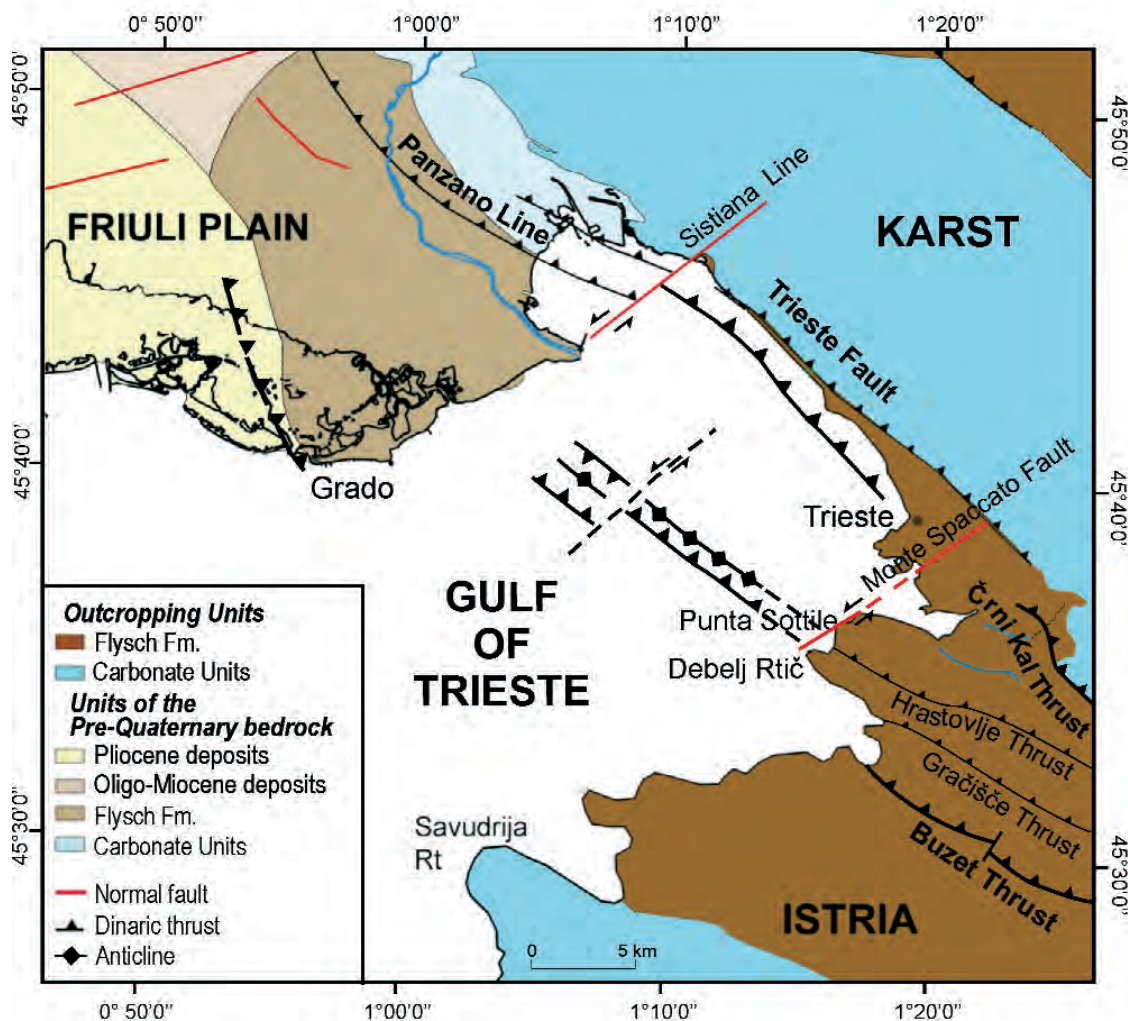 0° 50'0"
1°00'0"
1°10'0"
1°20'0"
45°50'0
45°50'0"
Panzano Line
Sistiana Line
FRIULI PLAIN
KARST
Trieste Fault
45°40'0
Grado
Trieste
Monte Spaccato Fault
45°40'0"
Outcropping Units
Flysch Fm.
Carbonate Units
Units of the
Pre-Quaternary bedrock
Pliocene deposits
Oligo-Miocene deposits
Flysch Fm.
Carbonate Units
Normal fault
Dinaric thrust
Anticline
GULF
OF
TRIESTE
Punta Sottile
Debelj Rtič
Črni Kal Thrust
Hrastovlje Thrust
Gračišče Thrust
Buzet Thrust
45°30'0"
Savudrija
Rt
45°30'0"
ISTRIA
0 5 km
0° 50'0"
1°00'0"
1°10'0"
1°20'0"